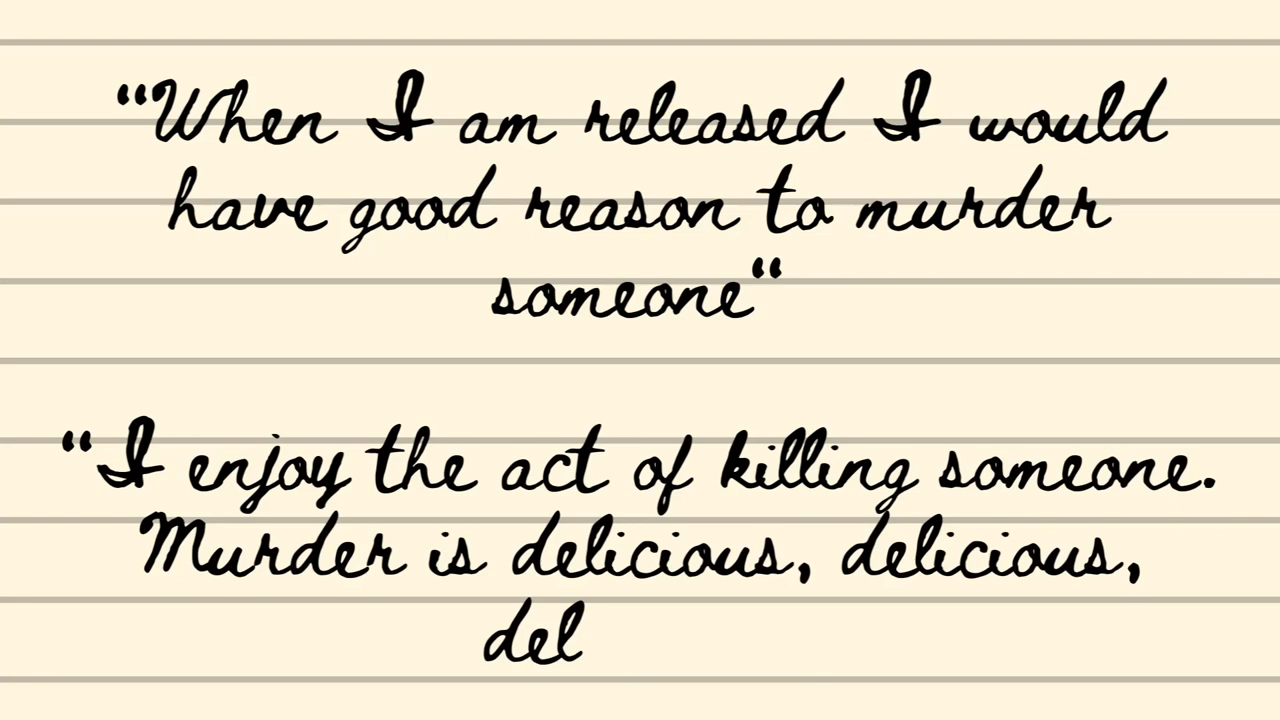 “When I am released I would
have good reason to murder
someone“
“I enjoy the act of killing someone.
Murder is delicious, delicious,
del